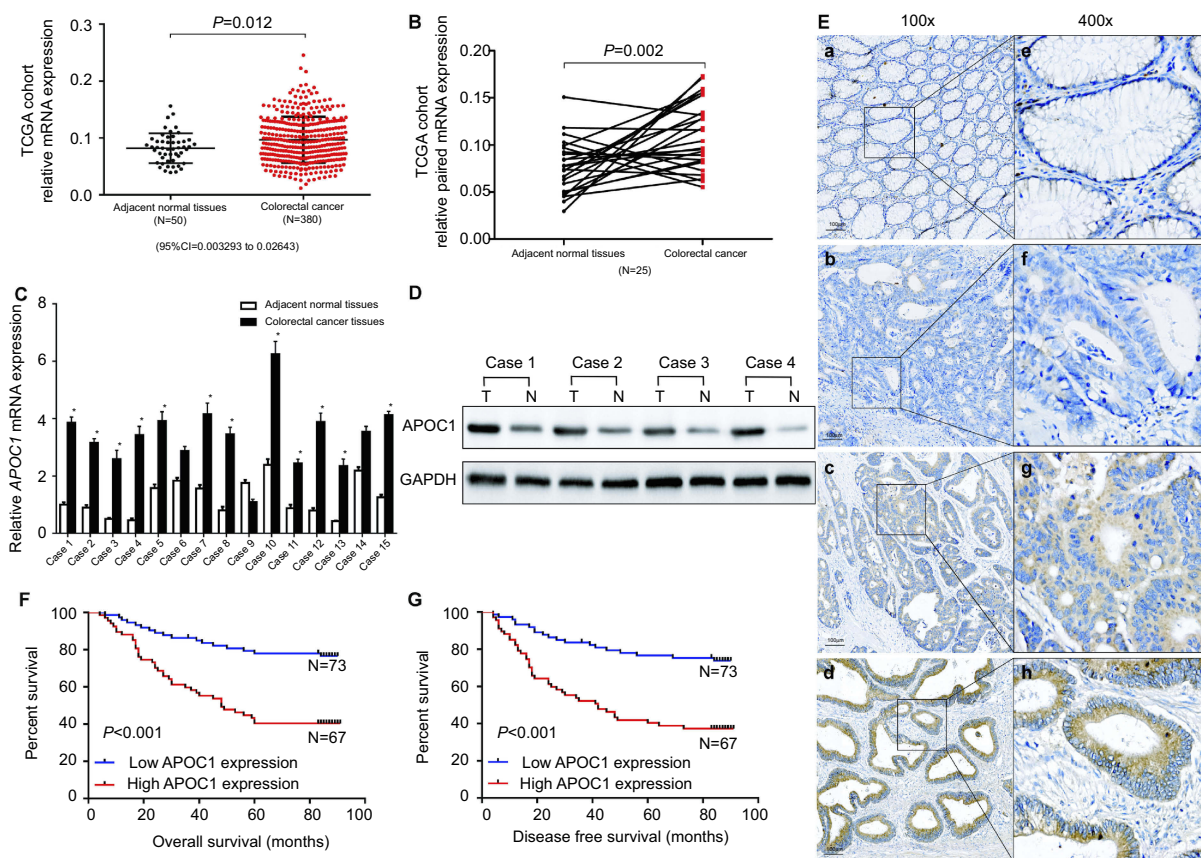 P=0.012
TCGA cohort
relative mRNA expression
0.3
0.2
0.1
0.0
Adjacent normal tissues
(N=50)
Colorectal cancer
(N=380)
(95%CI=0.003293 to 0.02643)
B
P=0.002
TCGA cohort
relative paired mRNA expression
0.20
0.15
0.10
0.05
0.00
Adjacent normal tissues
Colorectal cancer
(N=25)
C
Relative APOC1 mRNA expression
8
6
4
2
0
Adjacent normal tissues
Colorectal cancer tissues
* * * * * * * * * * * *
Case 1
Case 2
Case 3
Case 4
Case 5
Case 6
Case 7
Case 8
Case 9
Case 10
Case 11
Case 12
Case 13
Case 14
Case 15
D
Case 1 Case 2 Case 3 Case 4
T N T N T N T N
APOC1
GAPDH
E 100x 400x
a e
100μm
b f
100μm
c g
100μm
d h
100μm
F
Percent survival
100
80
60
40
20
0
N=73
N=67
P<0.001
Low APOC1 expression
High APOC1 expression
0 20 40 60 80 100
Overall survival (months)
G
Percent survival
100
80
60
40
20
0
N=73
N=67
P<0.001
Low APOC1 expression
High APOC1 expression
0 20 40 60 80 100
Disease free survival (months)